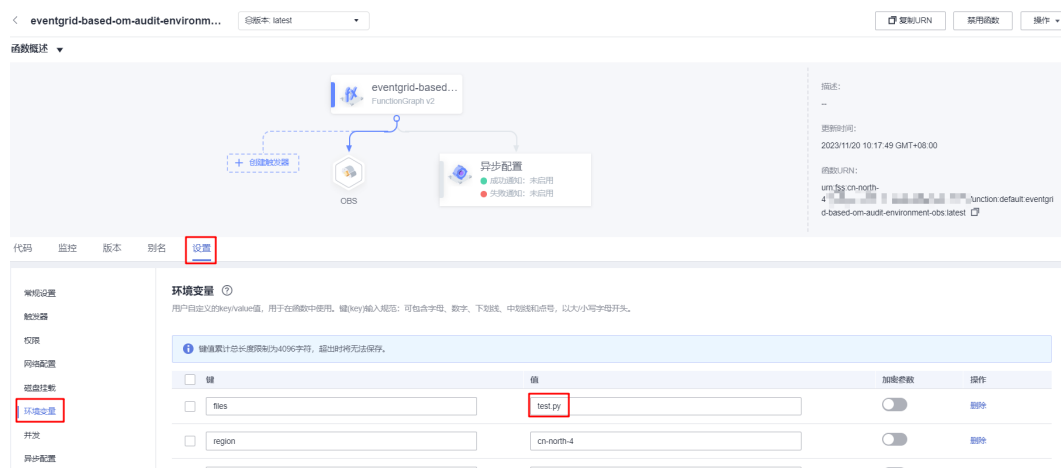 eventgrid-based-om-audit-environm...
版本: latest
复制URN
禁用函数
操作
函数概述
eventgrid-based...
FunctionGraph v2
创建触发器
OBS
异步配置
成功通知: 未启用
失败通知: 未启用
描述:
--
更新时间:
2023/11/20 10:17:49 GMT+08:00
函数URN:
urn:fss:cn-north-
4
unction:default:eventgri
d-based-om-audit-environment-obs:latest
代码
监控
版本
别名
设置
常规设置
触发器
权限
网络配置
磁盘挂载
环境变量
并发
异步配置
环境变量
用户自定义的key/value值，用于在函数中使用。键(key)输入规范：可包含字母、数字、下划线、中划线和点号，以大/小写字母开头。
键值累计总长度限制为4096字符，超出时将无法保存。
键
值
加密参数
操作
files
test.py
删除
region
cn-north-4
删除